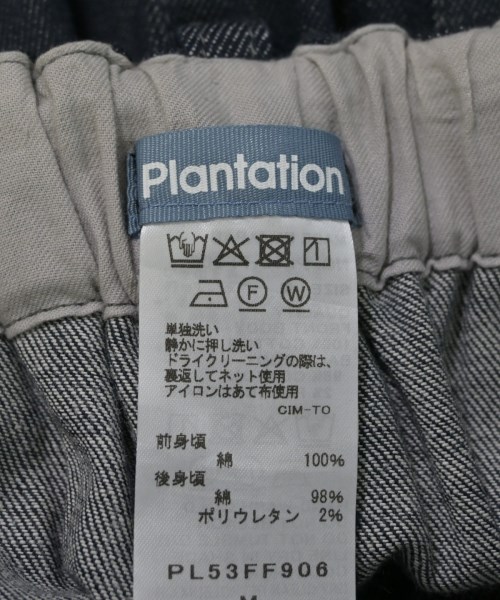 Plantation
F W
単独洗い
静かに押し洗い
ドライクリーニングの際は、
裏返してネット使用
アイロンはあて布使用
CIM-TO
前身頃
綿 100%
後身頃
綿 98%
ポリウレタン 2%
PL53FF906
M